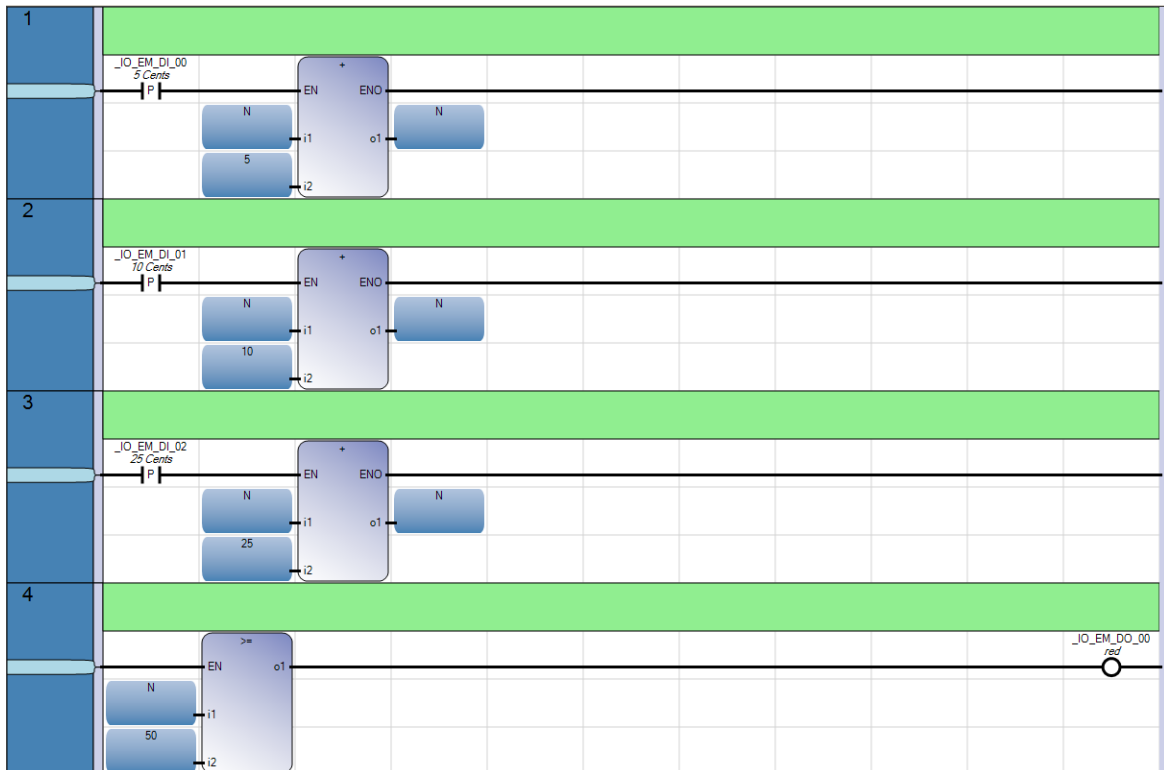 1
_IO_EM_DI_00
5 Cents
P
+
EN ENO
N N
i1 o1
5
i2
2
_IO_EM_DI_01
10 Cents
P
+
EN ENO
N N
i1 o1
10
i2
3
_IO_EM_DI_02
25 Cents
P
+
EN ENO
N N
i1 o1
25
i2
4
>=
_IO_EM_DO_00
red
EN o1
N
i1
50
i2